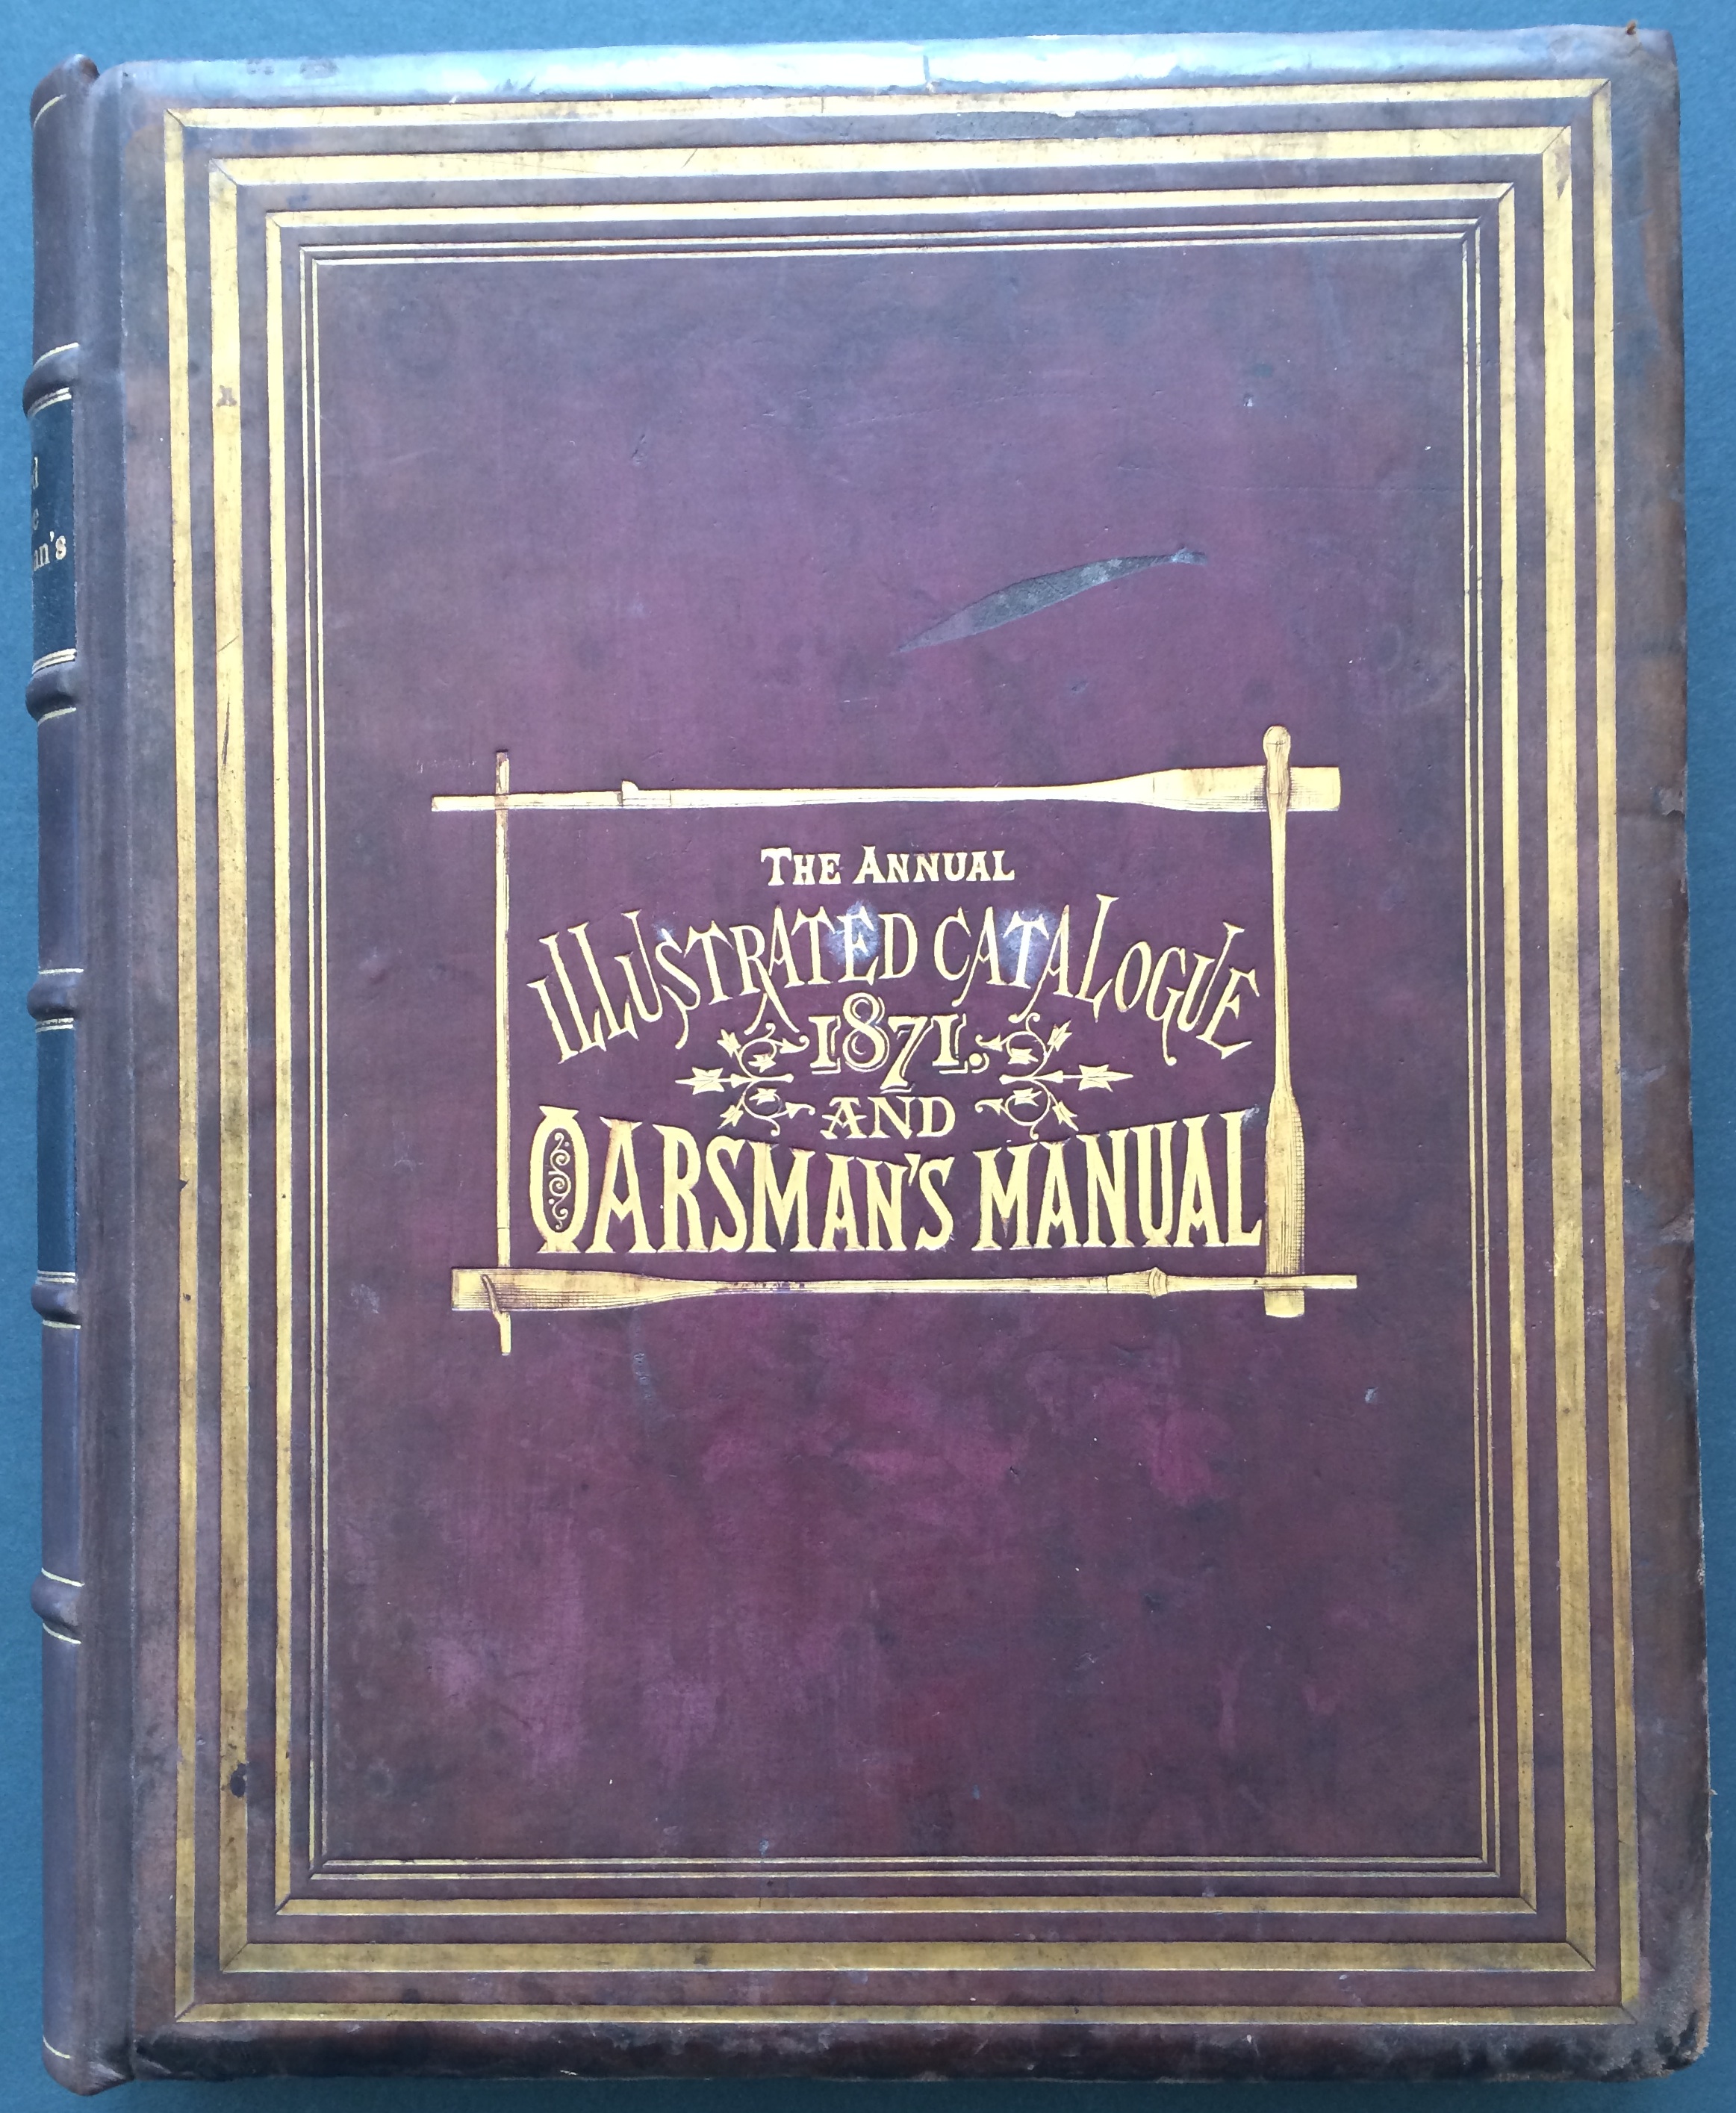 THE ANNUAL
ILLUSTRATED CATALOGUE
1871.
AND
OARSMAN'S MANUAL